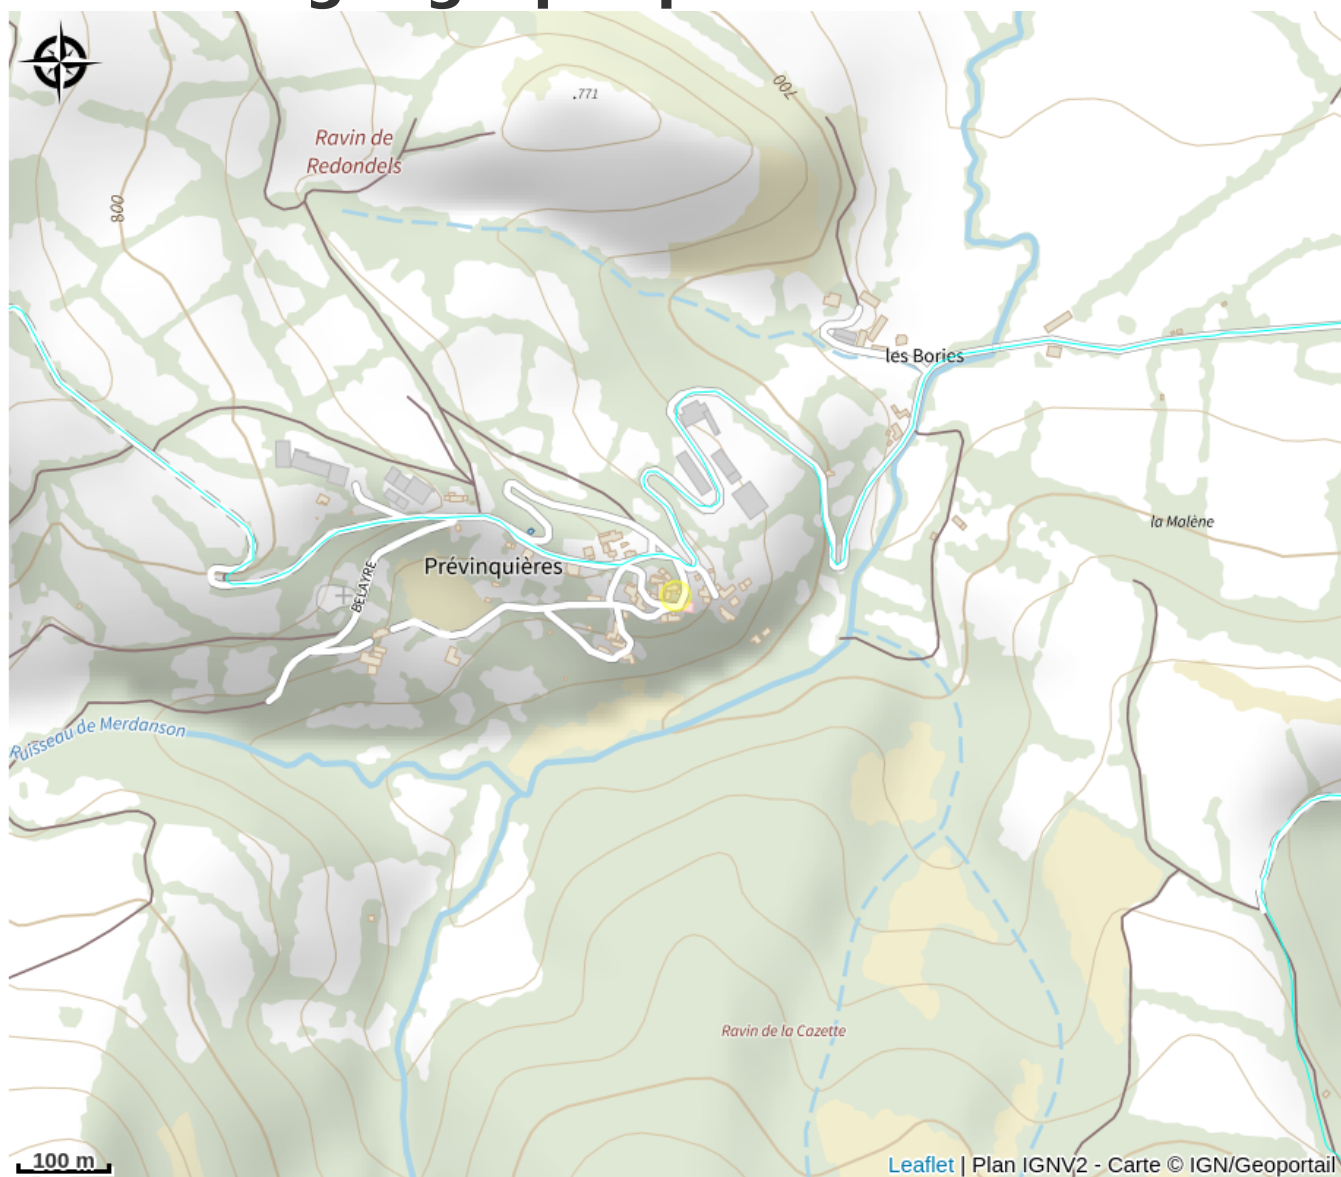 .771
700
Ravin de
Redondels
800
les Bories
la Malène
Prévinquières
BELAYRE
Ruisseau de Merdanson
Ravin de la Cazette
100 m
Leaflet | Plan IGNV2 - Carte © IGN/Geoportail